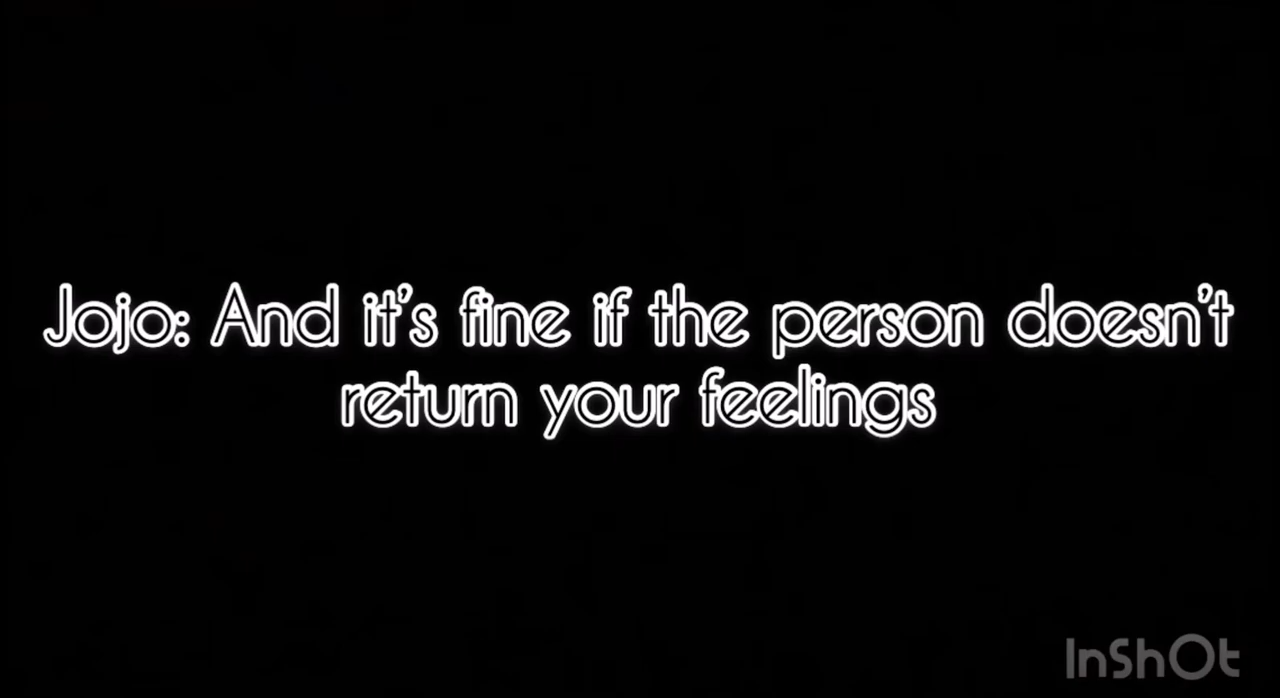 Jojo: And it's fine if the person doesn't
return your feelings
InShOt